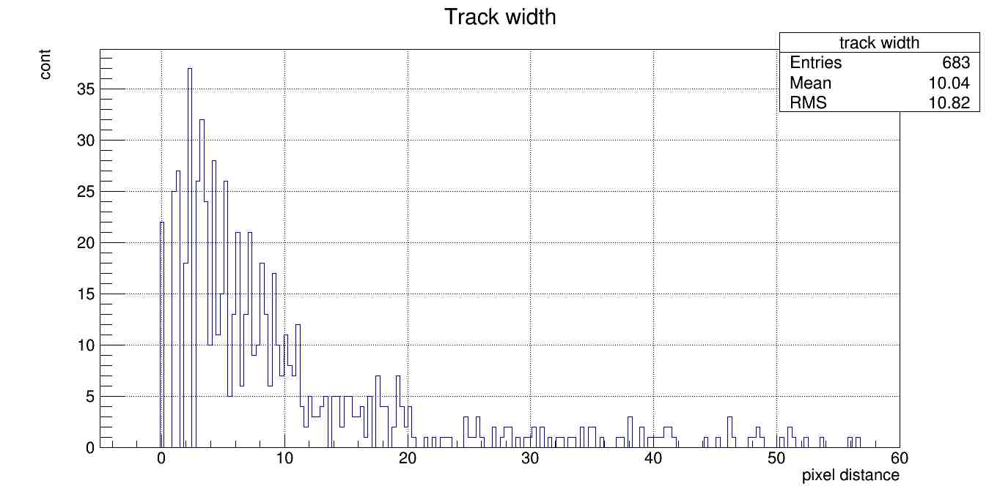 Track width
track width
Entries 683
Mean 10.04
RMS 10.82
cont
35
30
25
20
15
10
5
0
0 10 20 30 40 50 60
pixel distance